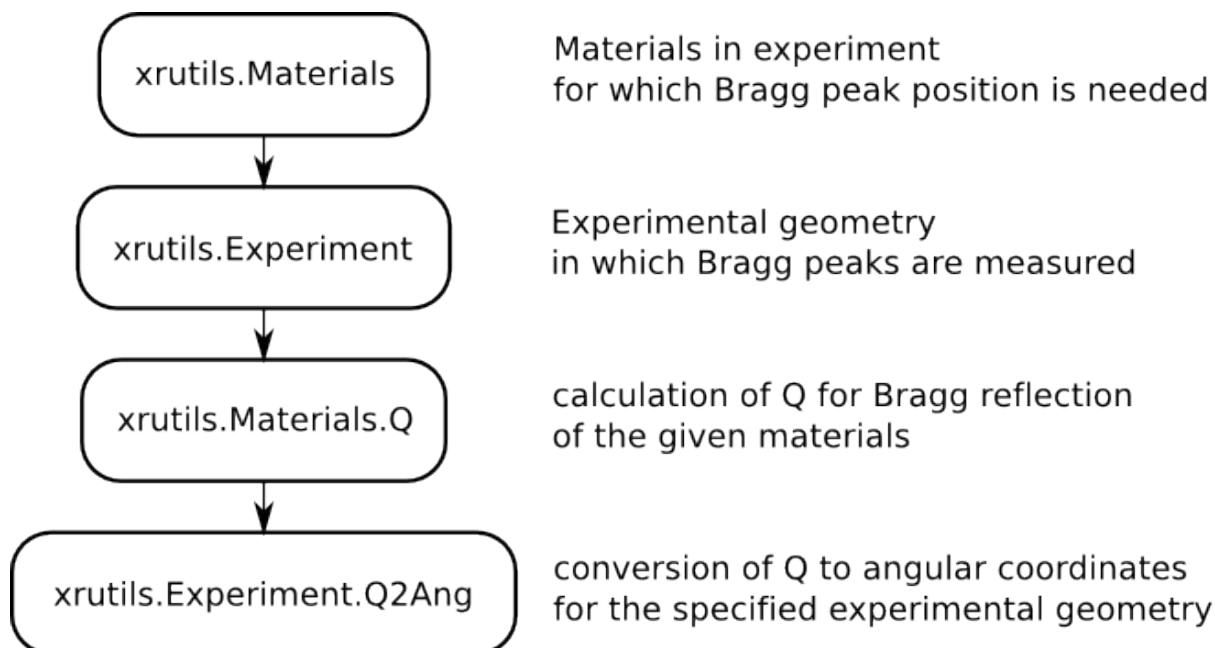 xrutils.Materials
Materials in experiment
for which Bragg peak position is needed
xrutils.Experiment
Experimental geometry
in which Bragg peaks are measured
xrutils.Materials.Q
calculation of Q for Bragg reflection
of the given materials
xrutils.Experiment.Q2Ang
conversion of Q to angular coordinates
for the specified experimental geometry